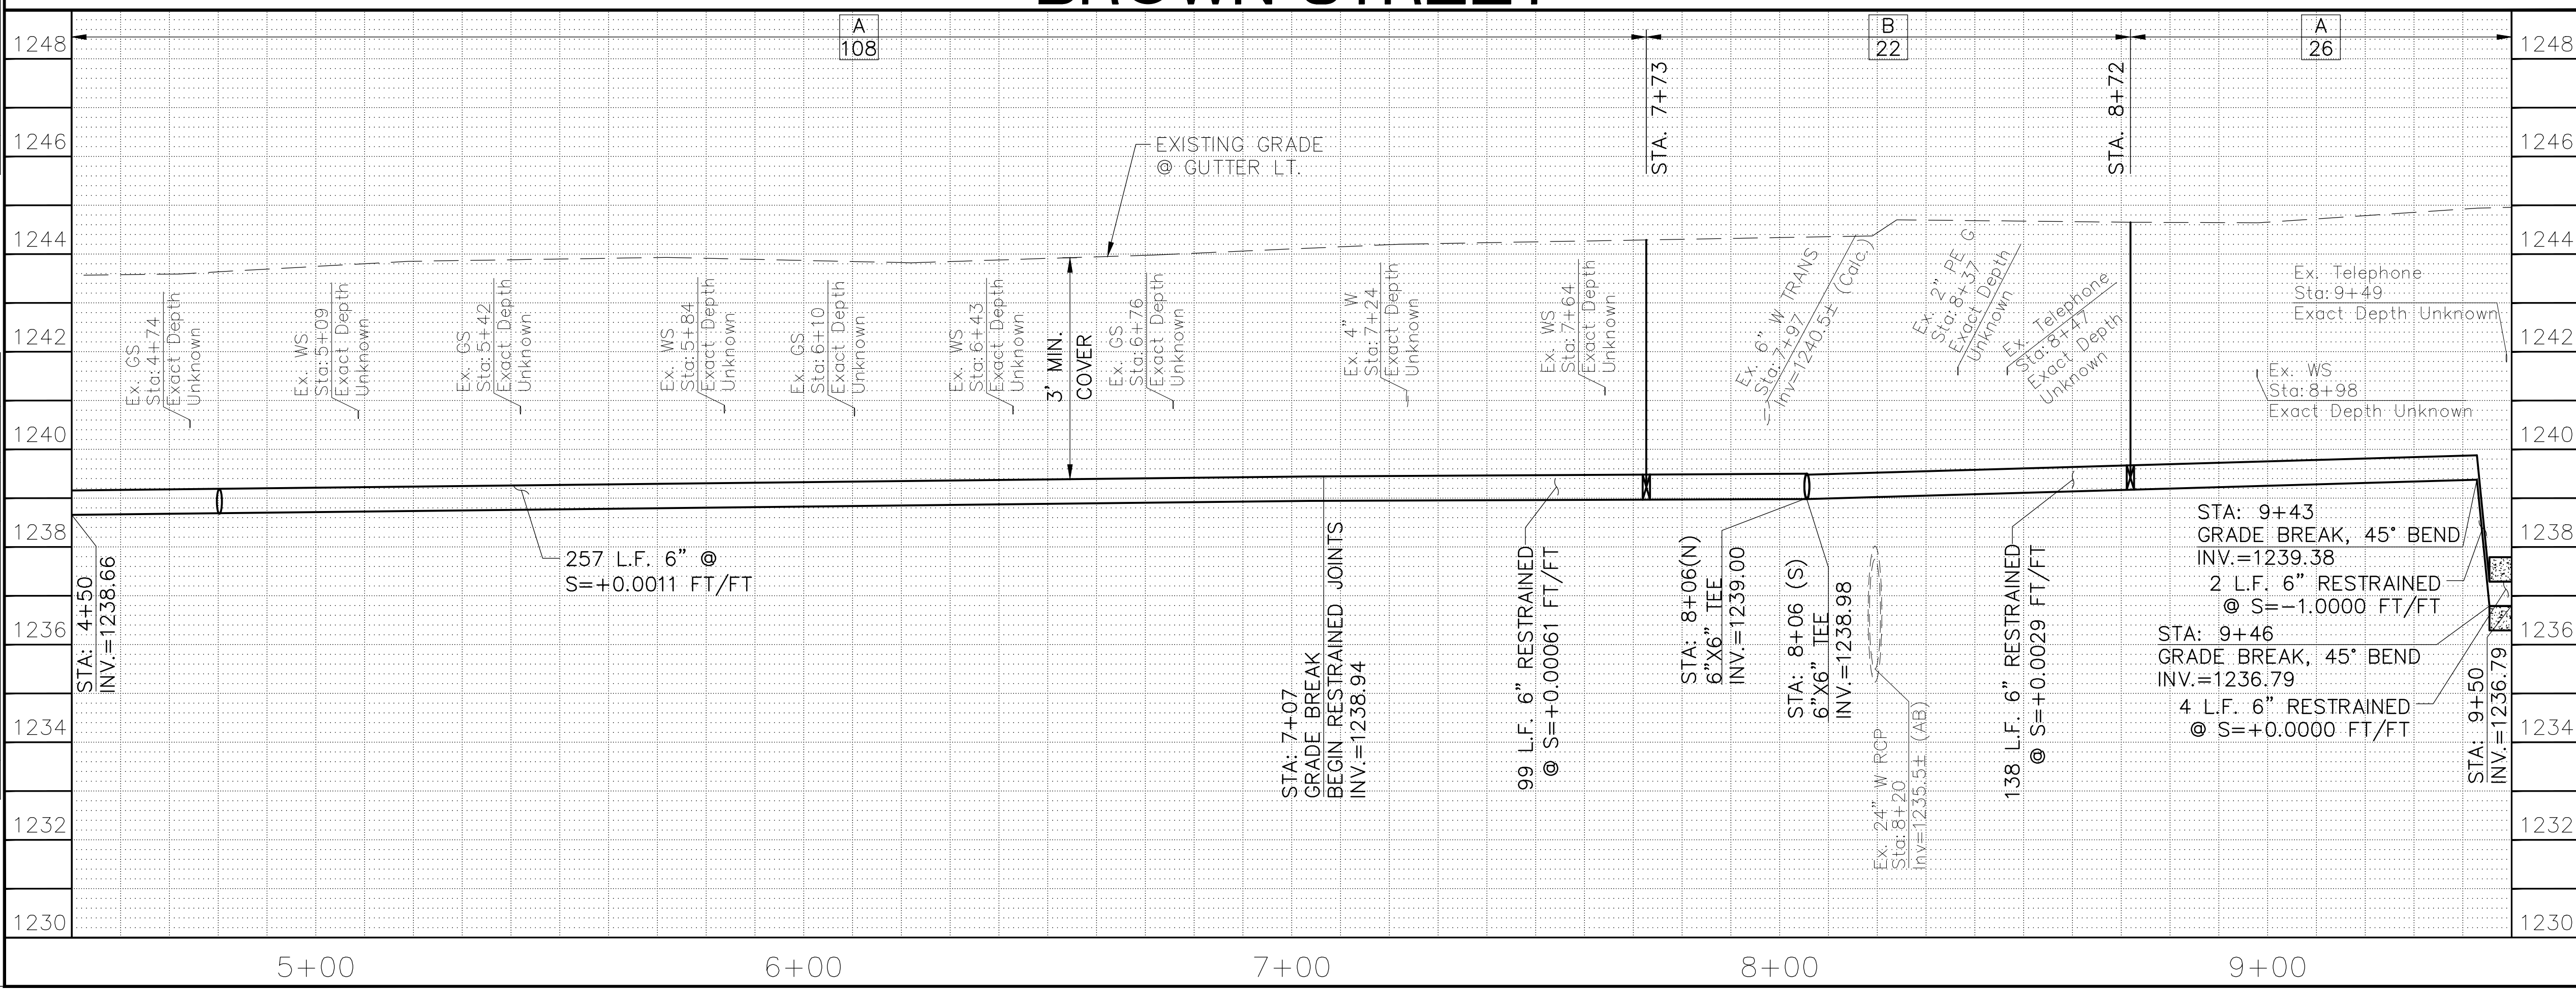 A
108
B
22
A
26
1248
1246
1244
1242
1240
1238
1236
1234
1232
1230
1248
1246
1244
1242
1240
1238
1236
1234
1232
1230
STA. 7+73
STA. 8+72
EXISTING GRADE
@ GUTTER LT.
Ex. GS
Sta: 4+74
Exact Depth
Unknown
Ex. WS
Sta: 5+09
Exact Depth
Unknown
Ex. GS
Sta: 5+42
Exact Depth
Unknown
Ex. WS
Sta: 5+84
Exact Depth
Unknown
Ex. GS
Sta: 6+10
Exact Depth
Unknown
Ex. WS
Sta: 6+43
Exact Depth
Unknown
3' MIN.
COVER
Ex. GS
Sta: 6+76
Exact Depth
Unknown
Ex. 4" W
Sta: 7+24
Exact Depth
Unknown
Ex. WS
Sta: 7+64
Exact Depth
Unknown
Ex. 6" W TRANS
Sta: 7+97
Inv=1240.5± (Calc.)
Ex. 2" PE G
Sta: 8+37
Exact Depth
Unknown
Ex. Telephone
Sta: 8+47
Exact Depth
Unknown
Ex. Telephone
Sta: 9+49
Exact Depth Unknown
Ex. WS
Sta: 8+98
Exact Depth Unknown
STA: 4+50
INV.=1238.66
257 L.F. 6" @
S=+0.0011 FT/FT
STA: 7+07
GRADE BREAK
BEGIN RESTRAINED JOINTS
INV.=1238.94
99 L.F. 6" RESTRAINED
@ S=+0.00061 FT/FT
STA: 8+06(N)
6"X6" TEE
INV.=1239.00
STA: 8+06 (S)
6"X6" TEE
INV.=1238.98
Ex. 24" W RCP
Sta: 8+20
Inv=1235.5± (AB)
138 L.F. 6" RESTRAINED
@ S=+0.0029 FT/FT
STA: 9+43
GRADE BREAK, 45° BEND
INV.=1239.38
2 L.F. 6" RESTRAINED
@ S=-1.0000 FT/FT
STA: 9+46
GRADE BREAK, 45° BEND
INV.=1236.79
4 L.F. 6" RESTRAINED
@ S=+0.0000 FT/FT
STA: 9+50
INV.=1236.79
5+00
6+00
7+00
8+00
9+00